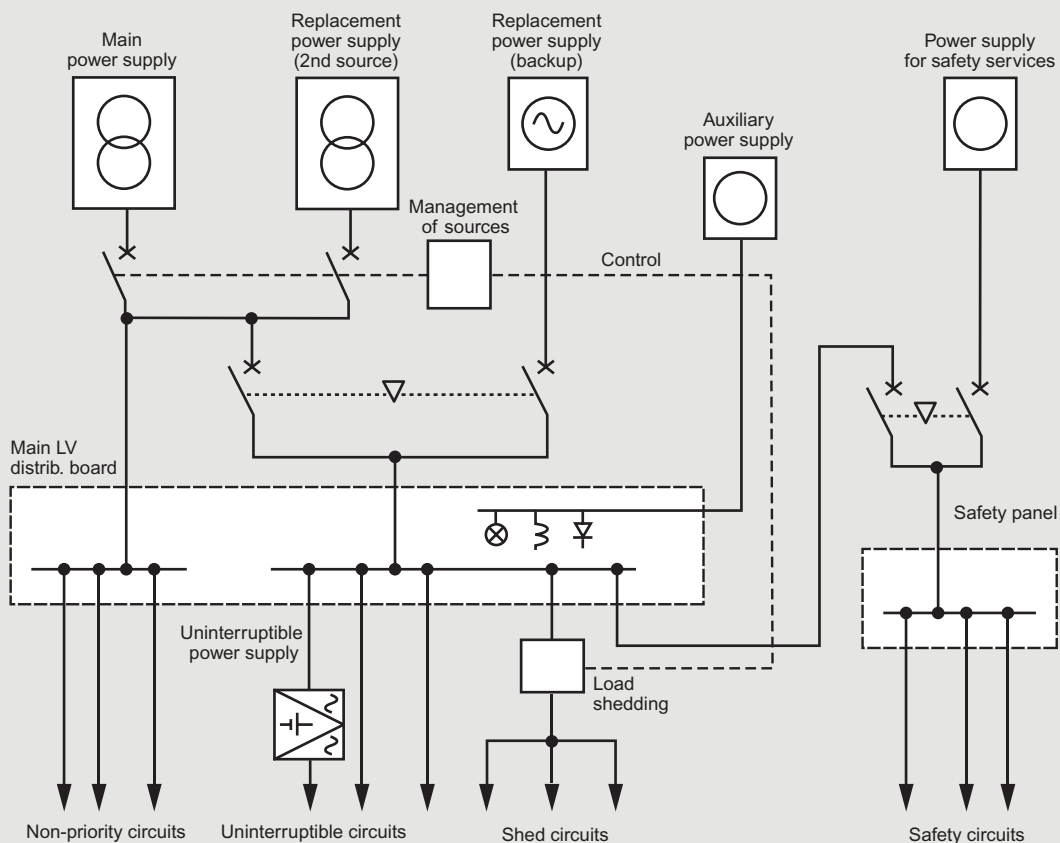 Main
power supply
Replacement
power supply
(2nd source)
Replacement
power supply
(backup)
Power supply
for safety services
Auxiliary
power supply
Management
of sources
Control
Main LV
distrib. board
Safety panel
Uninterruptible
power supply
Load
shedding
Non-priority circuits
Uninterruptible circuits
Shed circuits
Safety circuits